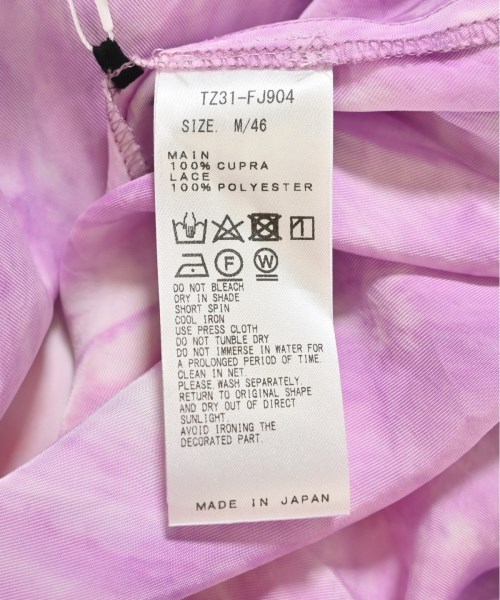 TZ31-FJ904
SIZE. M/46
MAIN
100% CUPRA
LACE
100% POLYESTER
F W
DO NOT BLEACH
DRY IN SHADE
SHORT SPIN
COOL IRON
USE PRESS CLOTH
DO NOT TUNBLE DRY
DO NOT IMMERSE IN WATER FOR
A PROLONGED PERIOD OF TIME.
CLEAN IN NET.
PLEASE WASH SEPARATELY.
RETURN TO ORIGINAL SHAPE
AND DRY OUT OF DIRECT
SUNLIGHT.
AVOID IRONING THE
DECORATED PART.
MADE IN JAPAN